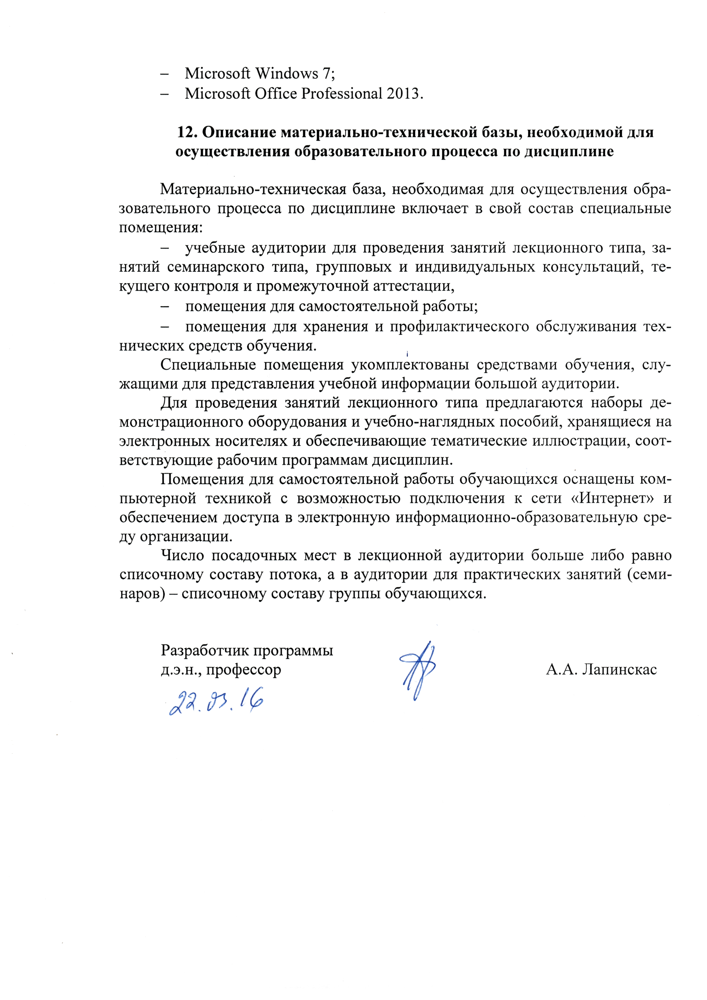 – Microsoft Windows 7;
– Microsoft Office Professional 2013.
12. Описание материально-технической базы, необходимой для
осуществления образовательного процесса по дисциплине
Материально-техническая база, необходимая для осуществления обра-
зовательного процесса по дисциплине включает в свой состав специальные
помещения:
– учебные аудитории для проведения занятий лекционного типа, за-
нятий семинарского типа, групповых и индивидуальных консультаций, те-
кущего контроля и промежуточной аттестации,
– помещения для самостоятельной работы;
– помещения для хранения и профилактического обслуживания тех-
нических средств обучения.
Специальные помещения укомплектованы средствами обучения, слу-
жащими для представления учебной информации большой аудитории.
Для проведения занятий лекционного типа предлагаются наборы де-
монстрационного оборудования и учебно-наглядных пособий, хранящиеся на
электронных носителях и обеспечивающие тематические иллюстрации, соот-
ветствующие рабочим программам дисциплин.
Помещения для самостоятельной работы обучающихся оснащены ком-
пьютерной техникой с возможностью подключения к сети «Интернет» и
обеспечением доступа в электронную информационно-образовательную сре-
ду организации.
Число посадочных мест в лекционной аудитории больше либо равно
списочному составу потока, а в аудитории для практических занятий (семи-
наров) – списочному составу группы обучающихся.
Разработчик программы
д.э.н., профессор А.А. Лапинскас
22.03.16